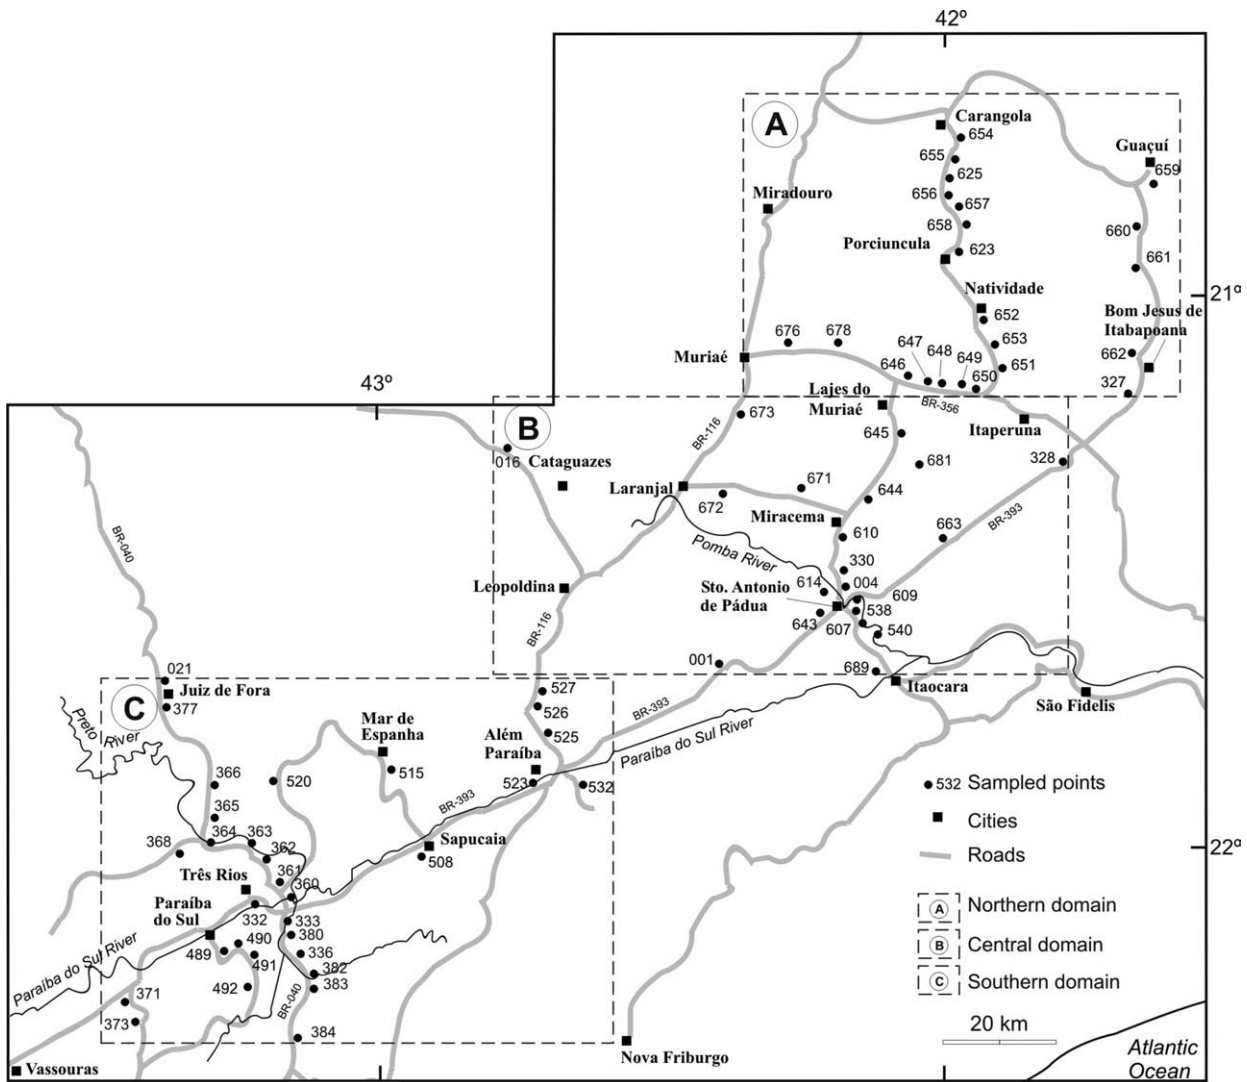 42º
A
Carangola
654
Guaçuí
655
659
625
Miradouro
656
657
658
660
Porciuncula
623
661
21º
Natividade
652
Bom Jesus de
Itabapoana
676
678
653
647
648
649
662
Muriaé
651
646
650
327
43º
Lajes do
Muriaé
BR-356
673
Itaperuna
B
BR-116
645
016
Cataguazes
681
328
Laranjal
671
672
644
BR-393
Miracema
610
663
BR-040
Pomba River
330
614
004
Leopoldina
Sto. Antonio
de Pádua
609
538
643
607
540
BR-116
001
689
021
Juiz de Fora
527
Itaocara
C
377
526
São Fidelis
Preto River
Mar de
Espanha
BR-393
Além
Paraíba
525
Paraíba do Sul River
515
366
520
523
532
532 Sampled points
365
BR-393
Cities
364
363
Sapucaia
22º
368
362
Roads
508
Três Rios
361
360
Paraíba
do Sul
A
Northern domain
332
333
490
380
B
Central domain
489
336
491
Paraíba do Sul River
382
C
Southern domain
492
383
371
BR-040
373
20 km
384
Nova Friburgo
Atlantic
Ocean
Vassouras